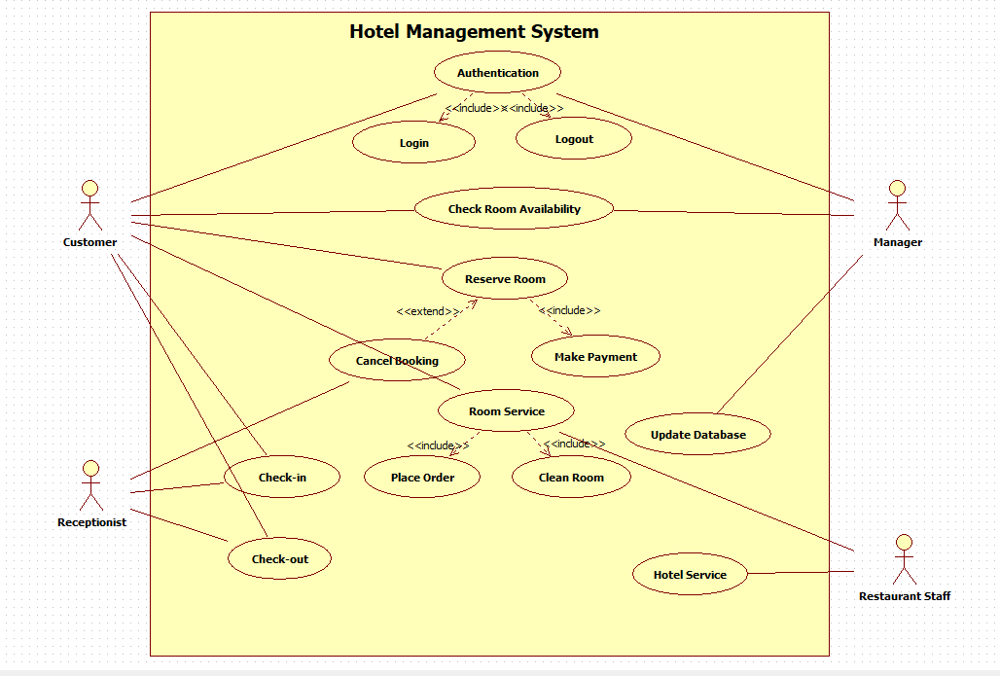 Hotel Management System
Authentication
<<include>>
<<include>>
Login
Logout
Check Room Availability
Customer
Manager
Reserve Room
<<extend>>
<<include>>
Cancel Booking
Make Payment
Room Service
Update Database
<<include>>
<<include>>
Check-in
Place Order
Clean Room
Receptionist
Check-out
Hotel Service
Restaurant Staff